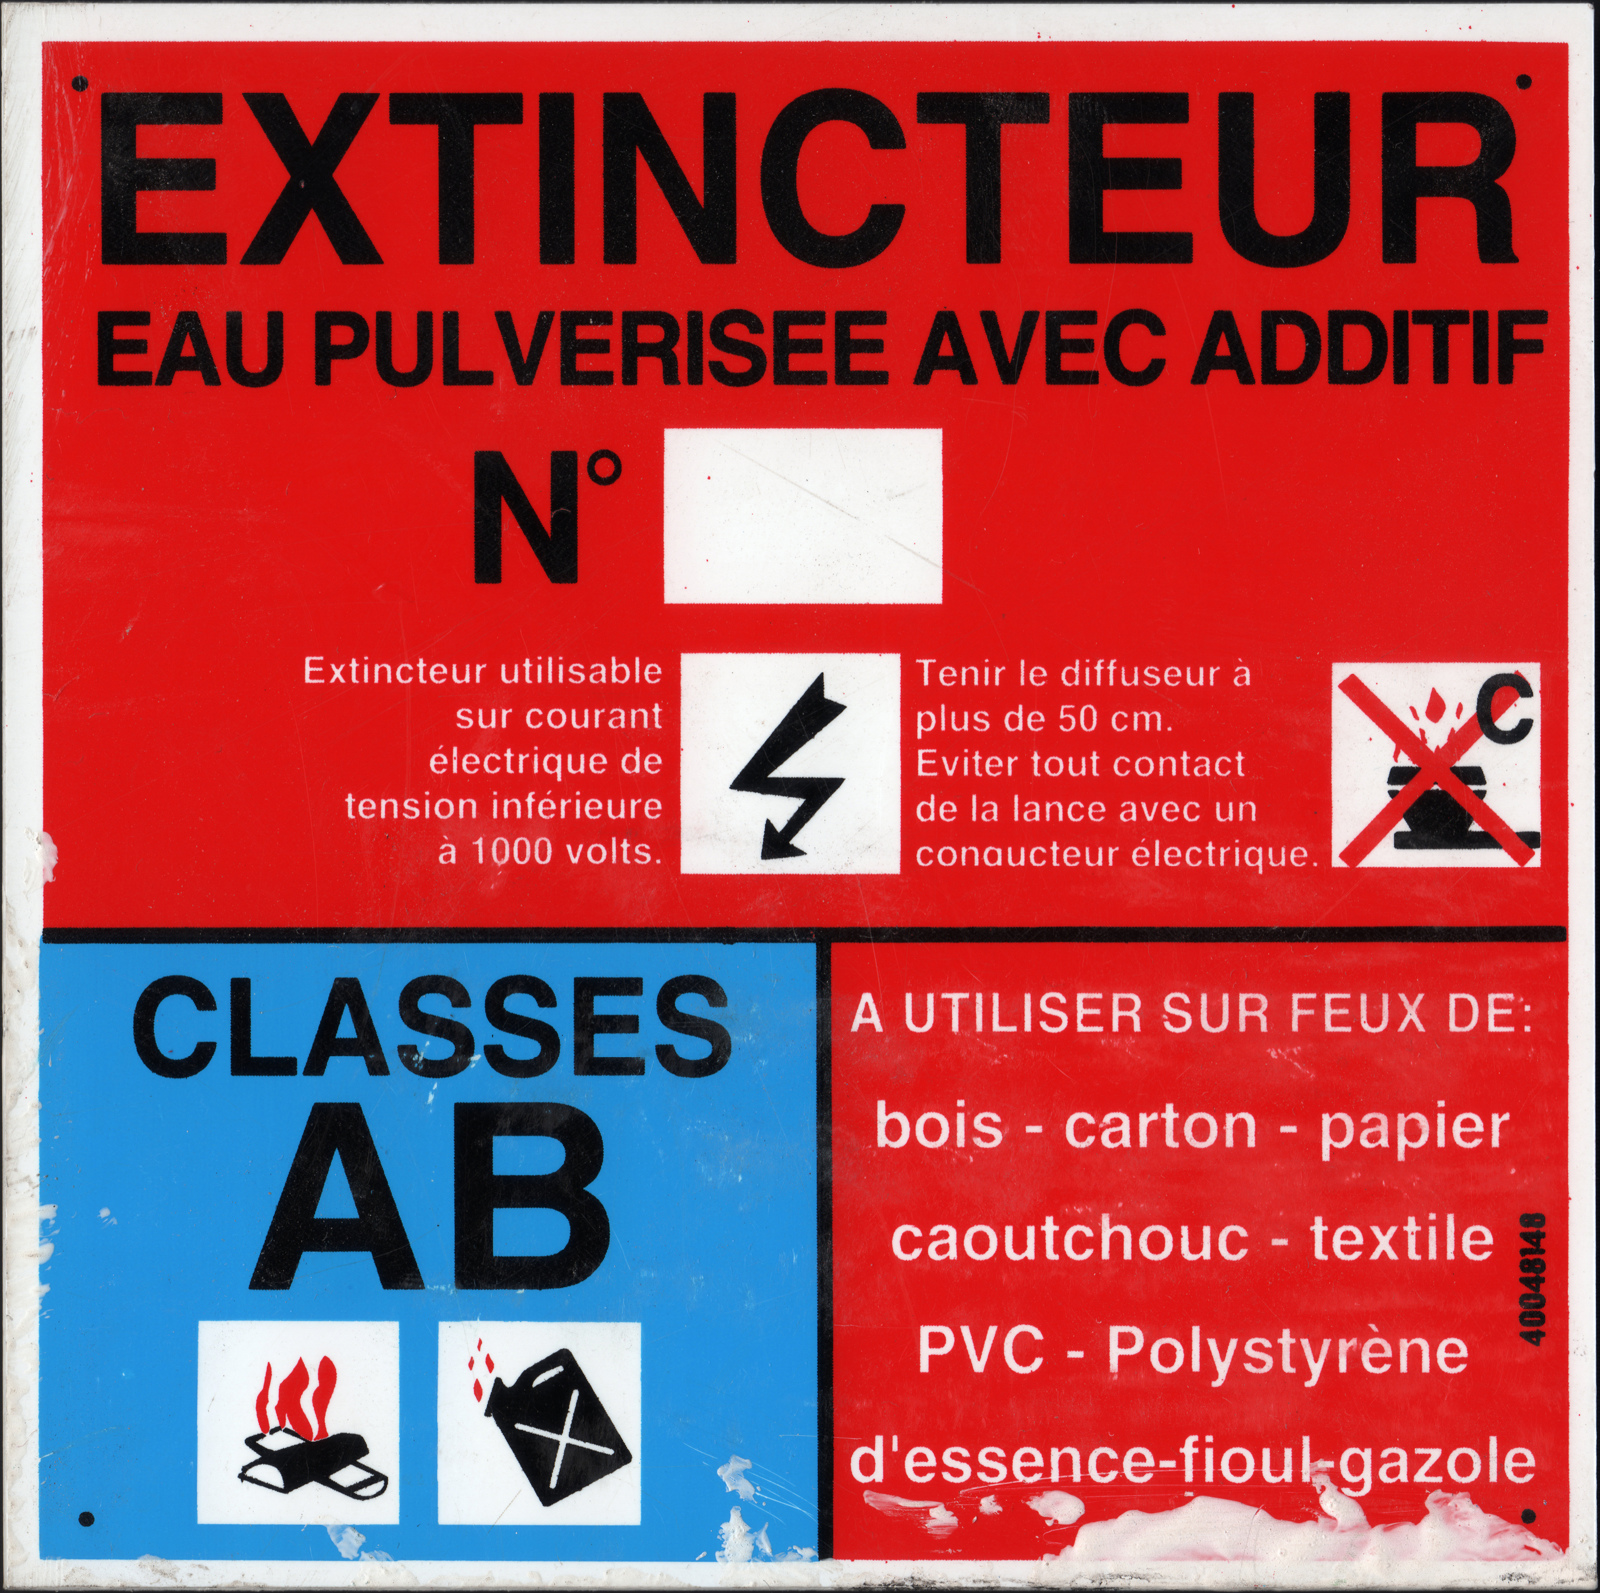 EXTINCTEUR
EAU PULVERISEE AVEC ADDITIF
N°
Extincteur utilisable
sur courant
électrique de
tension inférieure
à 1000 volts.
Tenir le diffuseur à
plus de 50 cm.
Eviter tout contact
de la lance avec un
conducteur électrique.
C
CLASSES
AB
A UTILISER SUR FEUX DE:
bois - carton - papier
caoutchouc - textile
PVC - Polystyrène
d'essence-fioul-gazole
40048148